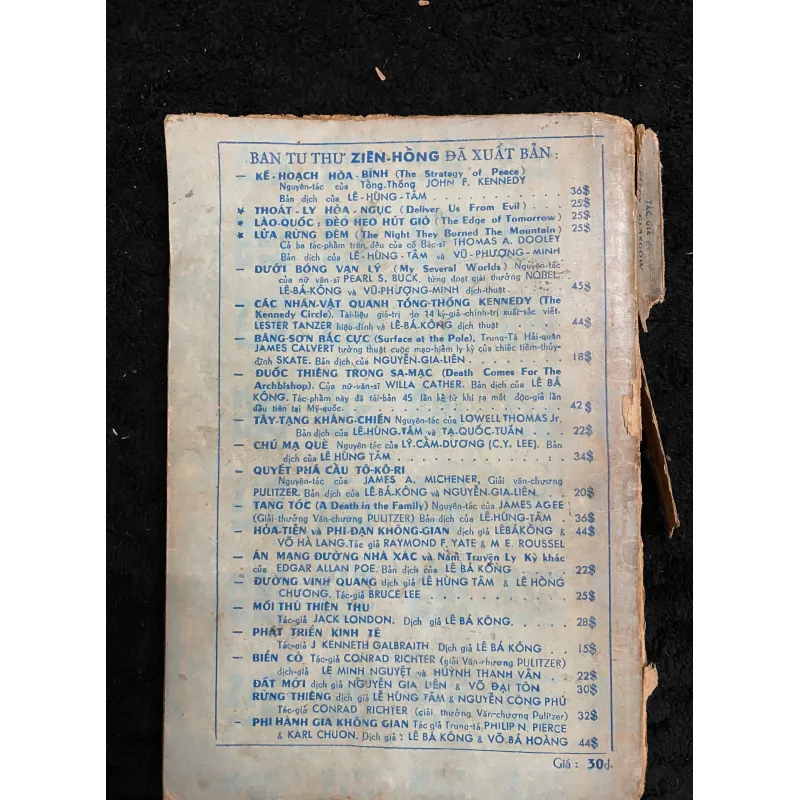 BAN TU THƯ ZIÊN-HỒNG ĐÃ XUẤT BẢN :
— KẾ-HOẠCH HÒA-BÌNH (The Strategy of Peace)
Nguyên-tác của Tổng-Thống JOHN F. KENNEDY
Bản dịch của LÊ-HÙNG-TÂM . . . . . . . . . . 36$
★ THOÁT-LY HỎA-NGỤC (Deliver Us From Evil) . . . . 25$
★ LÀO-QUỐC : ĐÈO HEO HÚT GIÓ (The Edge of Tomorrow) 25$
★ LỬA RỪNG ĐÊM (The Night They Burned The Mountain) 25$
Cả ba tác-phẩm trên đều của cố Bác-sĩ THOMAS A. DOOLEY
Bản dịch của LÊ-HÙNG-TÂM và VŨ-PHƯỢNG-MINH
— DƯỚI BÓNG VẠN LÝ (My Several Worlds) Nguyên-tác
của nữ văn-sĩ PEARL S. BUCK, từng đoạt giải thưởng NOBEL.
LÊ-BÁ-KÔNG và VŨ-PHƯỢNG-MINH dịch-thuật . . . . 45$
— CÁC NHÂN-VẬT QUANH TỔNG-THỐNG KENNEDY (The
Kennedy Circle). Tài-liệu giá-trị do 14 ký-giả chính-trị xuất-sắc viết.
LESTER TANZER hiệu-đính và LÊ-BÁ-KÔNG dịch thuật . . . . 44$
— BĂNG-SƠN BẮC CỰC (Surface at the Pole). Trung-Tá Hải-quân
JAMES CALVERT tường thuật cuộc mạo-hiểm ly kỳ của chiếc tiềm-thủy-
đĩnh SKATE. Bản dịch của NGUYỄN-GIA-LIÊN . . . . . . 18$
— ĐUỐC THIÊNG TRONG SA-MẠC (Death Comes For The
Archbishop). Của nữ-văn-sĩ WILLA CATHER. Bản dịch của LÊ BÁ
KÔNG. Tác-phẩm này đã tái-bản 45 lần kể từ khi ra mắt độc-giả lần
đầu tiên tại Mỹ-quốc. . . . . . . . . . . . 42$
— TÂY-TẠNG KHÁNG-CHIẾN Nguyên-tác của LOWELL THOMAS Jr.
Bản dịch của LÊ-HÙNG-TÂM và TẠ-QUỐC-TUẤN . . . . 22$
— CHÚ MẠ QUÈ Nguyên-tác của LÝ-CẨM-DƯƠNG (C.Y. LEE). Bản
dịch của LÊ HÙNG TÂM . . . . . . . . . . 34$
— QUYẾT PHÁ CẦU TÔ-KÔ-RI
Nguyên-tác của JAMES A. MICHENER, Giải văn-chương
PULITZER. Bản dịch của LÊ-BÁ-KÔNG và NGUYỄN-GIA-LIÊN. . . . 20$
— TANG TÓC (A Death in the Family) Nguyên-tác của JAMES AGEE
(Giải thưởng Văn-chương PULITZER) Bản dịch của LÊ-HÙNG-TÂM . 36$
— HỎA-TIỄN và PHI-ĐẠN KHÔNG-GIAN dịch giả LÊBÁKÔNG & 44$
VÕ HÀ LANG. Tác giả RAYMOND F. YATE & M E. ROUSSEL
— ÁN MẠNG ĐƯỜNG NHÀ XÁC và Năm Truyện Ly Kỳ khác
của EDGAR ALLAN POE. Bản dịch của LÊ BÁ KÔNG . . . . 22$
— ĐƯỜNG VINH QUANG dịch giả LÊ HÙNG TÂM & LÊ HỒNG
CHƯƠNG. Tác-giả BRUCE LEE . . . . . . . . 25$
— MỐI THÙ THIÊN THU
Tác-giả JACK LONDON. Dịch giả LÊ BÁ KÔNG. . . . . . 28$
— PHÁT TRIỂN KINH TẾ
Tác-giả J KENNETH GALBRAITH. Dịch giả LÊ BÁ KÔNG . . . 15$
— BIỂN CỎ Tác-giả CONRAD RICHTER (giải Văn-chương PULITZER)
dịch-giả LÊ MINH NGUYỆT và HUỲNH THANH VÂN . . . . 22$
ĐẤT MỚI dịch giả NGUYỄN GIA LIÊN & VÕ ĐẠI TÔN 30$
RỪNG THIÊNG dịch giả LÊ HÙNG TÂM & NGUYỄN CÔNG PHÚ
Tác-giả CONRAD RICHTER (giải thưởng Văn-chương Pulitzer) 32$
— PHI HÀNH GIA KHÔNG GIAN Tác giả Trung-tá PHILIP N. PIERCE
& KARL CHUON. Dịch giả : LÊ BÁ KÔNG & VÕ BÁ HOÀNG 44$
Giá : 30đ.
TÁC GIẢ
GLASGOW